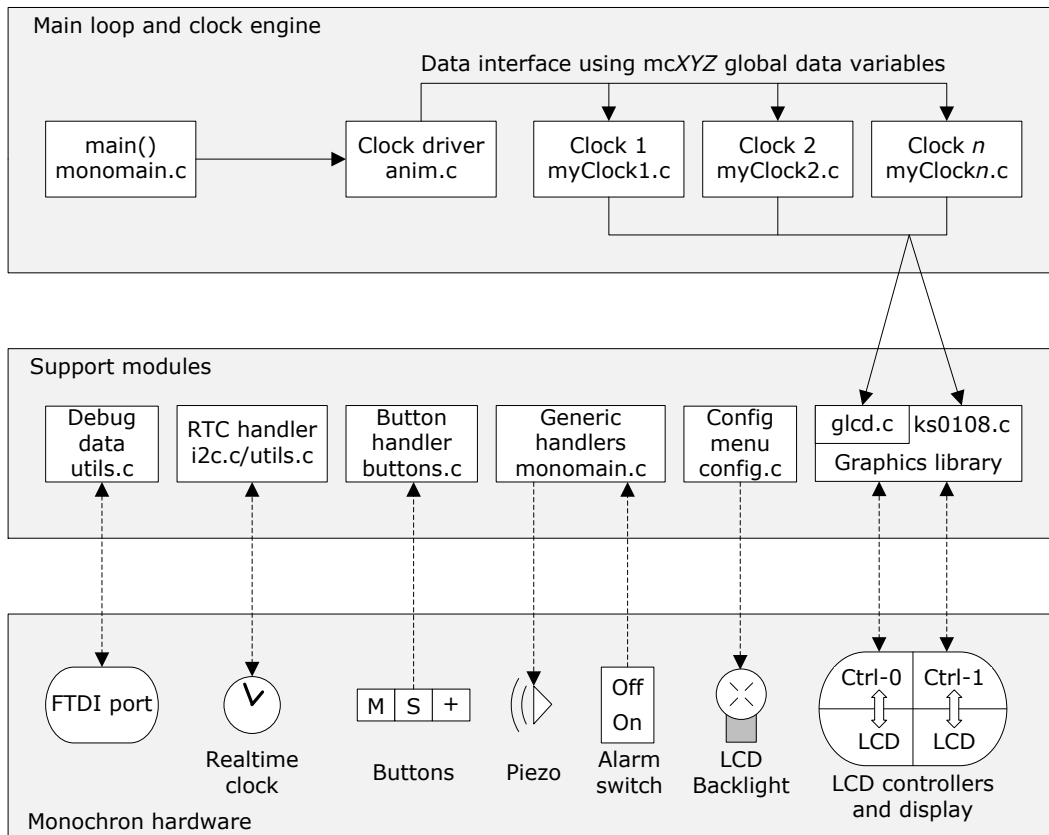 Main loop and clock engine
Data interface using mcXYZ global data variables
main()
monomain.c
Clock driver
anim.c
Clock 1
myClock1.c
Clock 2
myClock2.c
Clock n
myClockn.c
Support modules
Debug
data
utils.c
RTC handler
i2c.c/utils.c
Button
handler
buttons.c
Generic
handlers
monomain.c
Config
menu
config.c
glcd.c
ks0108.c
Graphics library
FTDI port
Realtime
clock
M S +
Buttons
Piezo
Off
On
Alarm
switch
LCD
Backlight
Ctrl-0
Ctrl-1
LCD
LCD
LCD controllers
and display
Monochron hardware